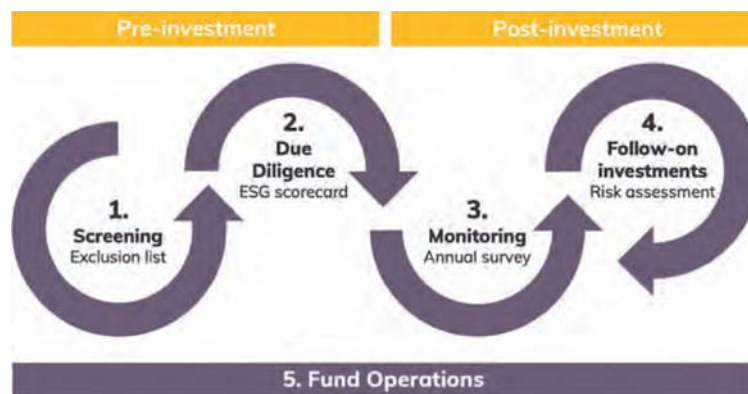 Pre-investment
Post-investment
1.
Screening
Exclusion list
2.
Due
Diligence
ESG scorecard
3.
Monitoring
Annual survey
4.
Follow-on
investments
Risk assessment
5. Fund Operations